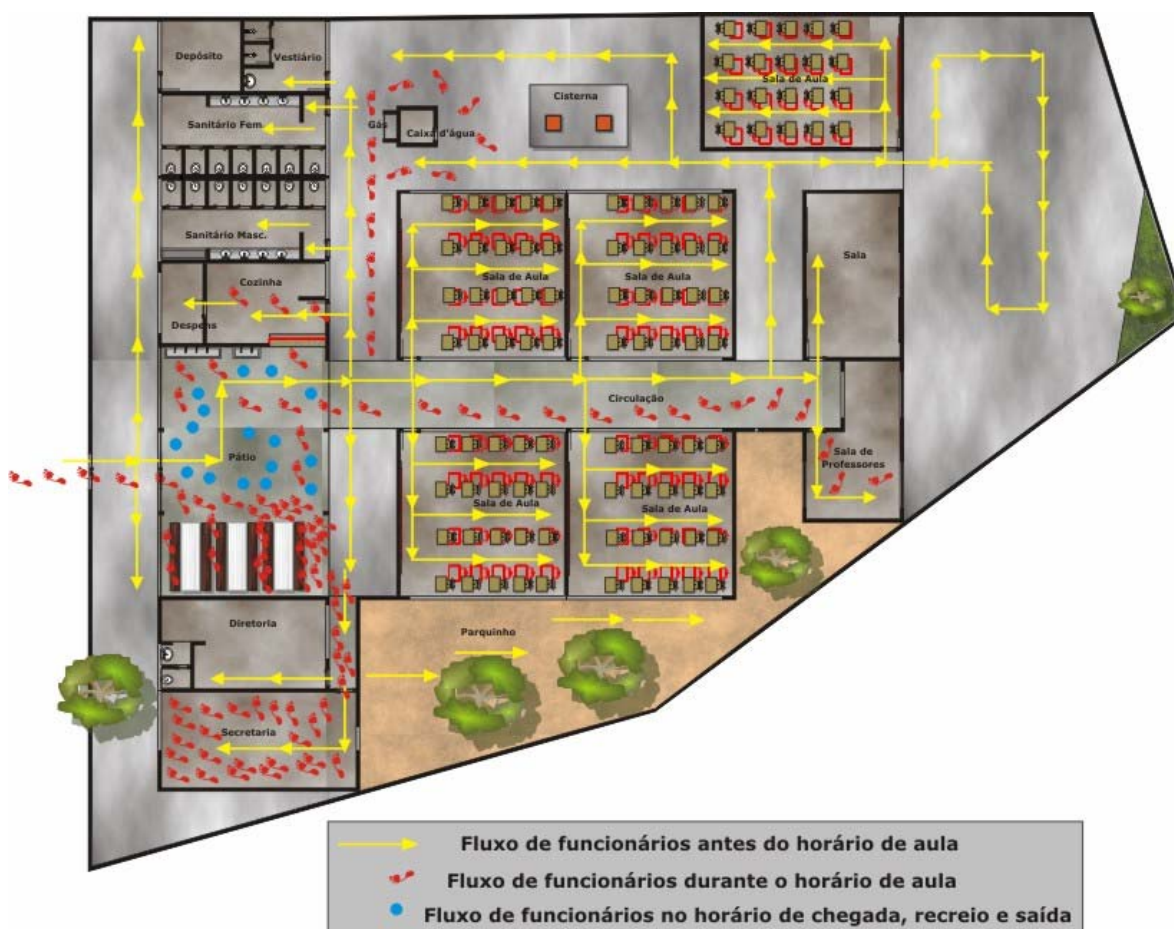 Depósito
Vestiário
Sala de Aula
Cisterna
Gás
Caixa d'água
Sanitário Fem.
Sanitário Masc.
Sala de Aula
Sala de Aula
Sala
Cozinha
Despens
Circulação
Pátio
Sala de
Professores
Sala de Aula
Sala de Aula
Diretoria
Parquinho
Secretaria
Fluxo de funcionários antes do horário de aula
Fluxo de funcionários durante o horário de aula
Fluxo de funcionários no horário de chegada, recreio e saída